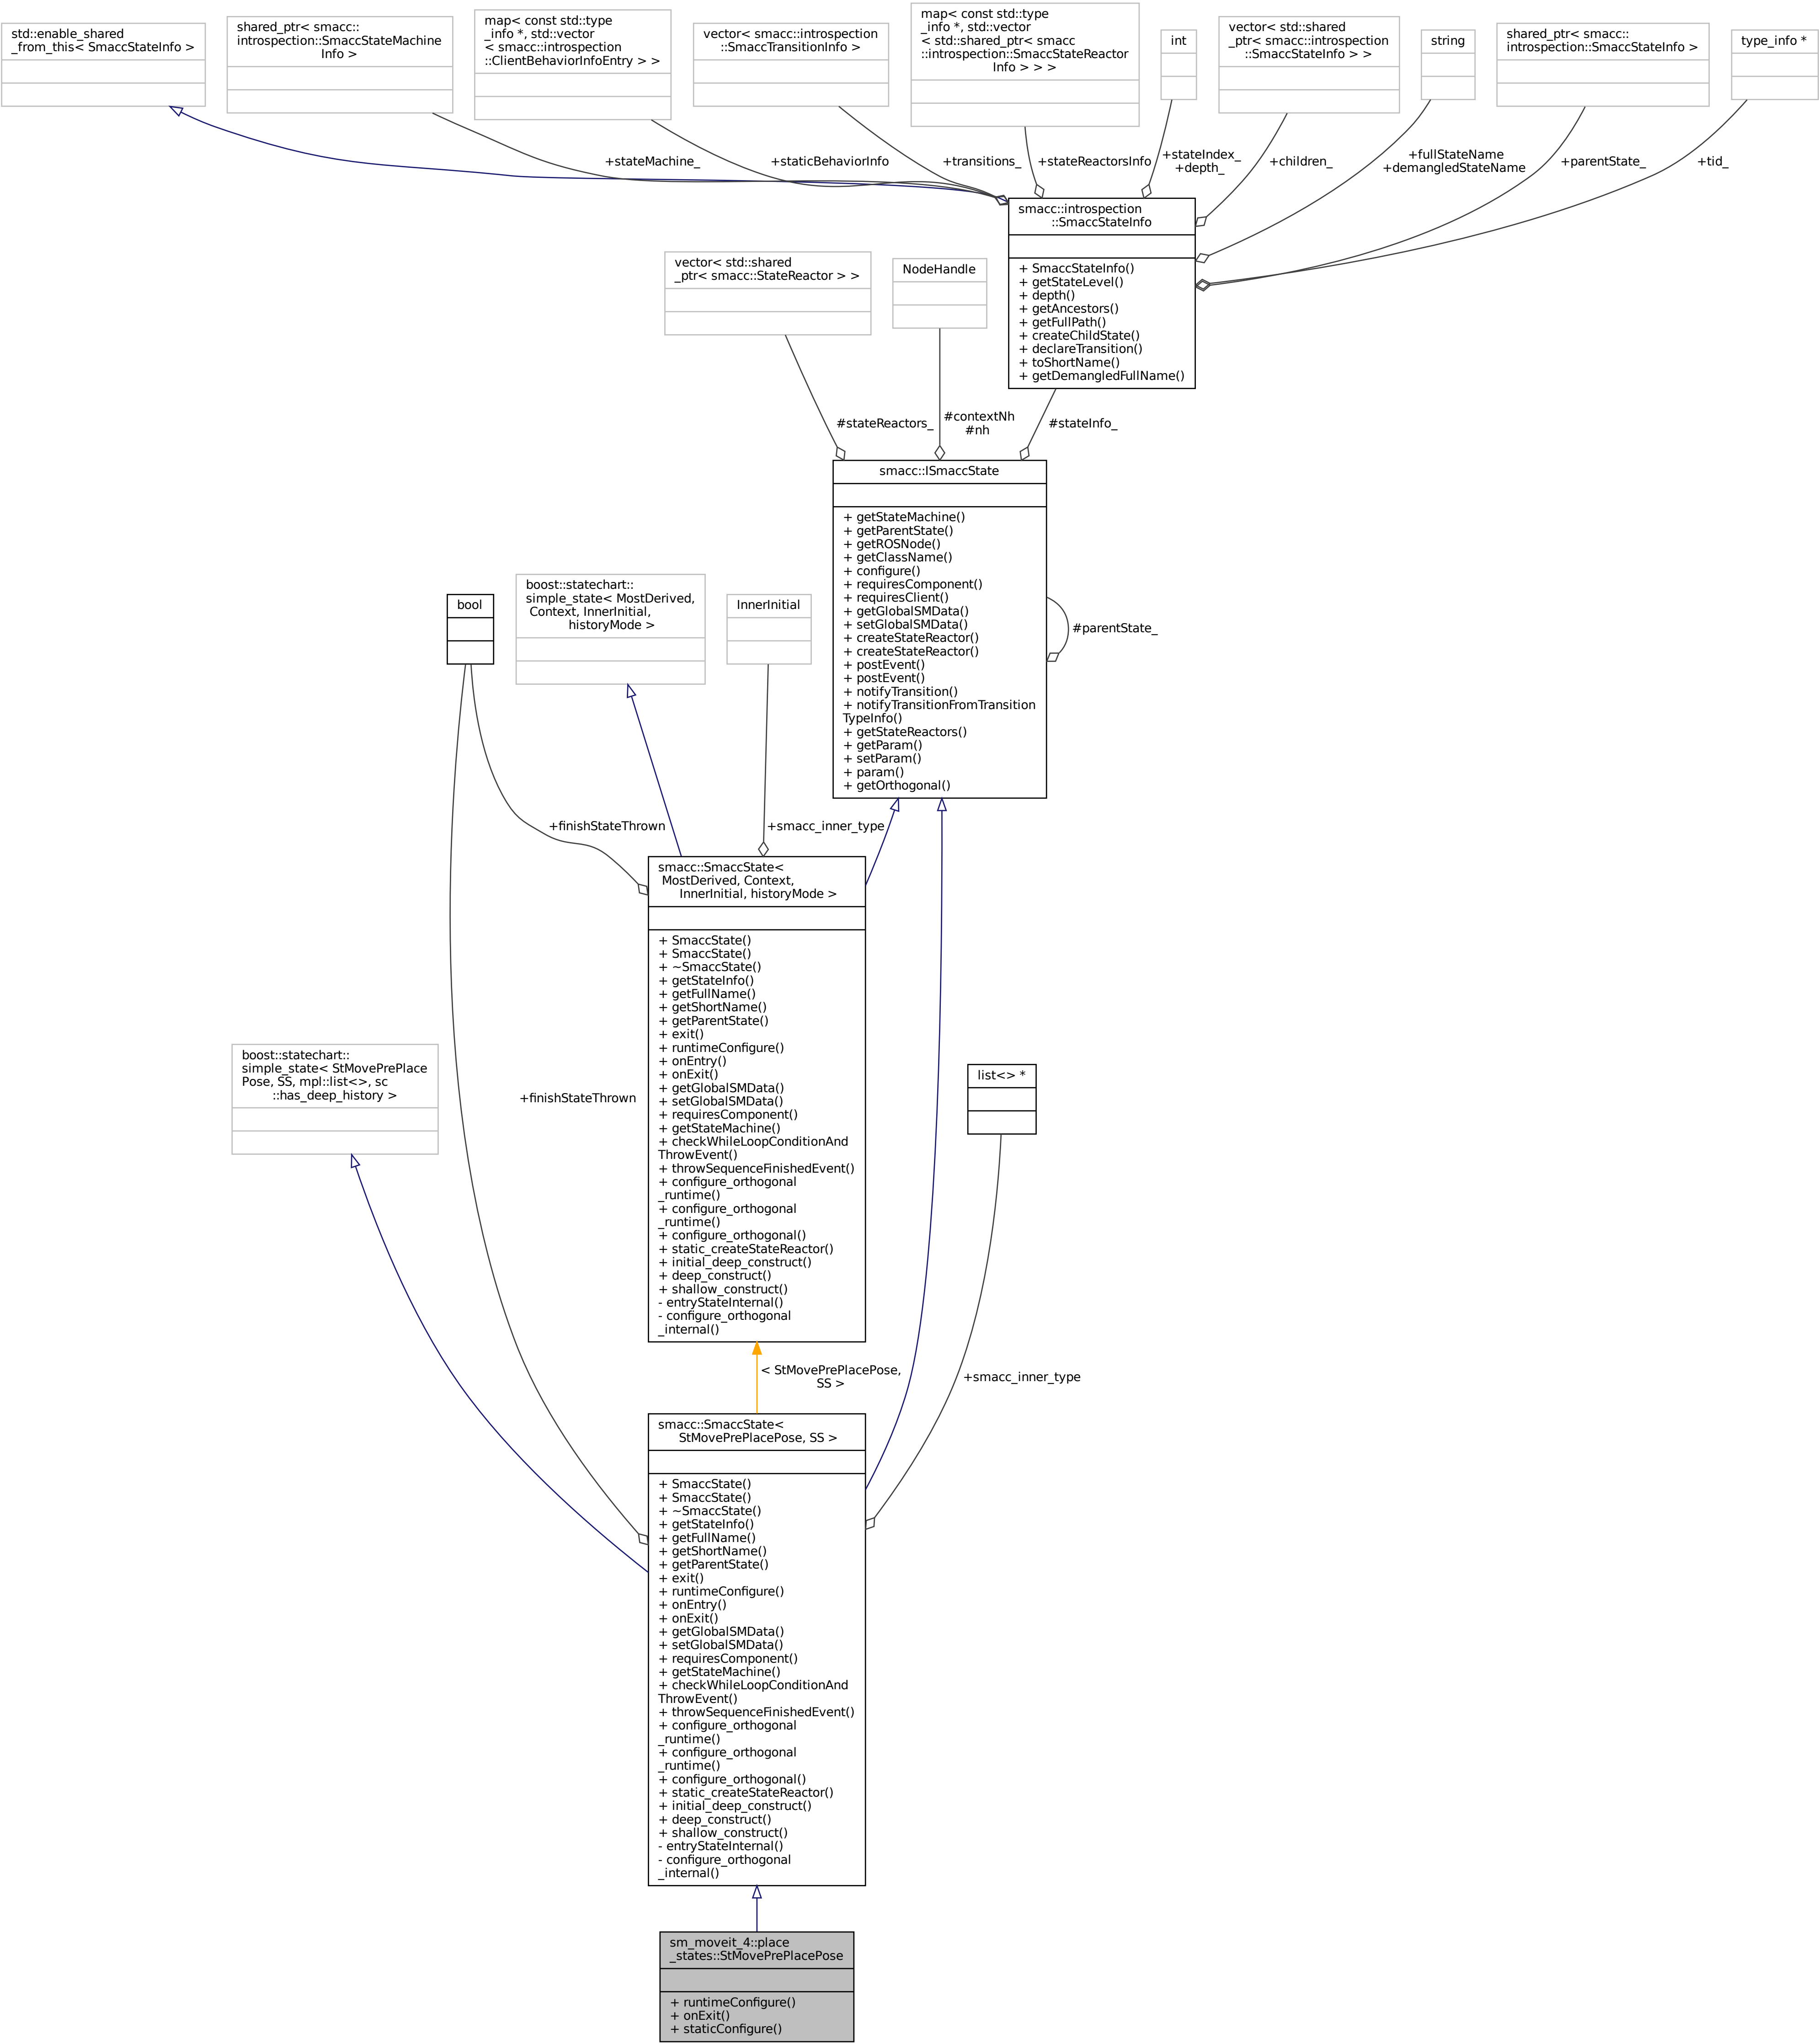 std::enable_shared
_from_this< SmaccStateInfo >
shared_ptr< smacc::
introspection::SmaccStateMachine
Info >
map< const std::type
_info *, std::vector
< smacc::introspection
::ClientBehaviorInfoEntry > >
vector< smacc::introspection
::SmaccTransitionInfo >
map< const std::type
_info *, std::vector
< std::shared_ptr< smacc
::introspection::SmaccStateReactor
Info > > >
int
vector< std::shared
_ptr< smacc::introspection
::SmaccStateInfo > >
string
shared_ptr< smacc::
introspection::SmaccStateInfo >
type_info *
+stateMachine_
+staticBehaviorInfo
+transitions_
+stateReactorsInfo
+stateIndex_
+depth_
+children_
+fullStateName
+demangledStateName
+parentState_
+tid_
smacc::introspection
::SmaccStateInfo
+ SmaccStateInfo()
+ getStateLevel()
+ depth()
+ getAncestors()
+ getFullPath()
+ createChildState()
+ declareTransition()
+ toShortName()
+ getDemangledFullName()
vector< std::shared
_ptr< smacc::StateReactor > >
NodeHandle
#stateReactors_
#contextNh
#nh
#stateInfo_
smacc::ISmaccState
+ getStateMachine()
+ getParentState()
+ getROSNode()
+ getClassName()
+ configure()
+ requiresComponent()
+ requiresClient()
+ getGlobalSMData()
+ setGlobalSMData()
+ createStateReactor()
+ createStateReactor()
+ postEvent()
+ postEvent()
+ notifyTransition()
+ notifyTransitionFromTransition
TypeInfo()
+ getStateReactors()
+ getParam()
+ setParam()
+ param()
+ getOrthogonal()
#parentState_
bool
boost::statechart::
simple_state< MostDerived,
Context, InnerInitial,
historyMode >
InnerInitial
+finishStateThrown
+smacc_inner_type
smacc::SmaccState<
MostDerived, Context,
InnerInitial, historyMode >
+ SmaccState()
+ SmaccState()
+ ~SmaccState()
+ getStateInfo()
+ getFullName()
+ getShortName()
+ getParentState()
+ exit()
+ runtimeConfigure()
+ onEntry()
+ onExit()
+ getGlobalSMData()
+ setGlobalSMData()
+ requiresComponent()
+ getStateMachine()
+ checkWhileLoopConditionAnd
ThrowEvent()
+ throwSequenceFinishedEvent()
+ configure_orthogonal
_runtime()
+ configure_orthogonal
_runtime()
+ configure_orthogonal()
+ static_createStateReactor()
+ initial_deep_construct()
+ deep_construct()
+ shallow_construct()
- entryStateInternal()
- configure_orthogonal
_internal()
boost::statechart::
simple_state< StMovePrePlace
Pose, SS, mpl::list<>, sc
::has_deep_history >
+finishStateThrown
list<> *
< StMovePrePlacePose,
SS >
+smacc_inner_type
smacc::SmaccState<
StMovePrePlacePose, SS >
+ SmaccState()
+ SmaccState()
+ ~SmaccState()
+ getStateInfo()
+ getFullName()
+ getShortName()
+ getParentState()
+ exit()
+ runtimeConfigure()
+ onEntry()
+ onExit()
+ getGlobalSMData()
+ setGlobalSMData()
+ requiresComponent()
+ getStateMachine()
+ checkWhileLoopConditionAnd
ThrowEvent()
+ throwSequenceFinishedEvent()
+ configure_orthogonal
_runtime()
+ configure_orthogonal
_runtime()
+ configure_orthogonal()
+ static_createStateReactor()
+ initial_deep_construct()
+ deep_construct()
+ shallow_construct()
- entryStateInternal()
- configure_orthogonal
_internal()
sm_moveit_4::place
_states::StMovePrePlacePose
+ runtimeConfigure()
+ onExit()
+ staticConfigure()